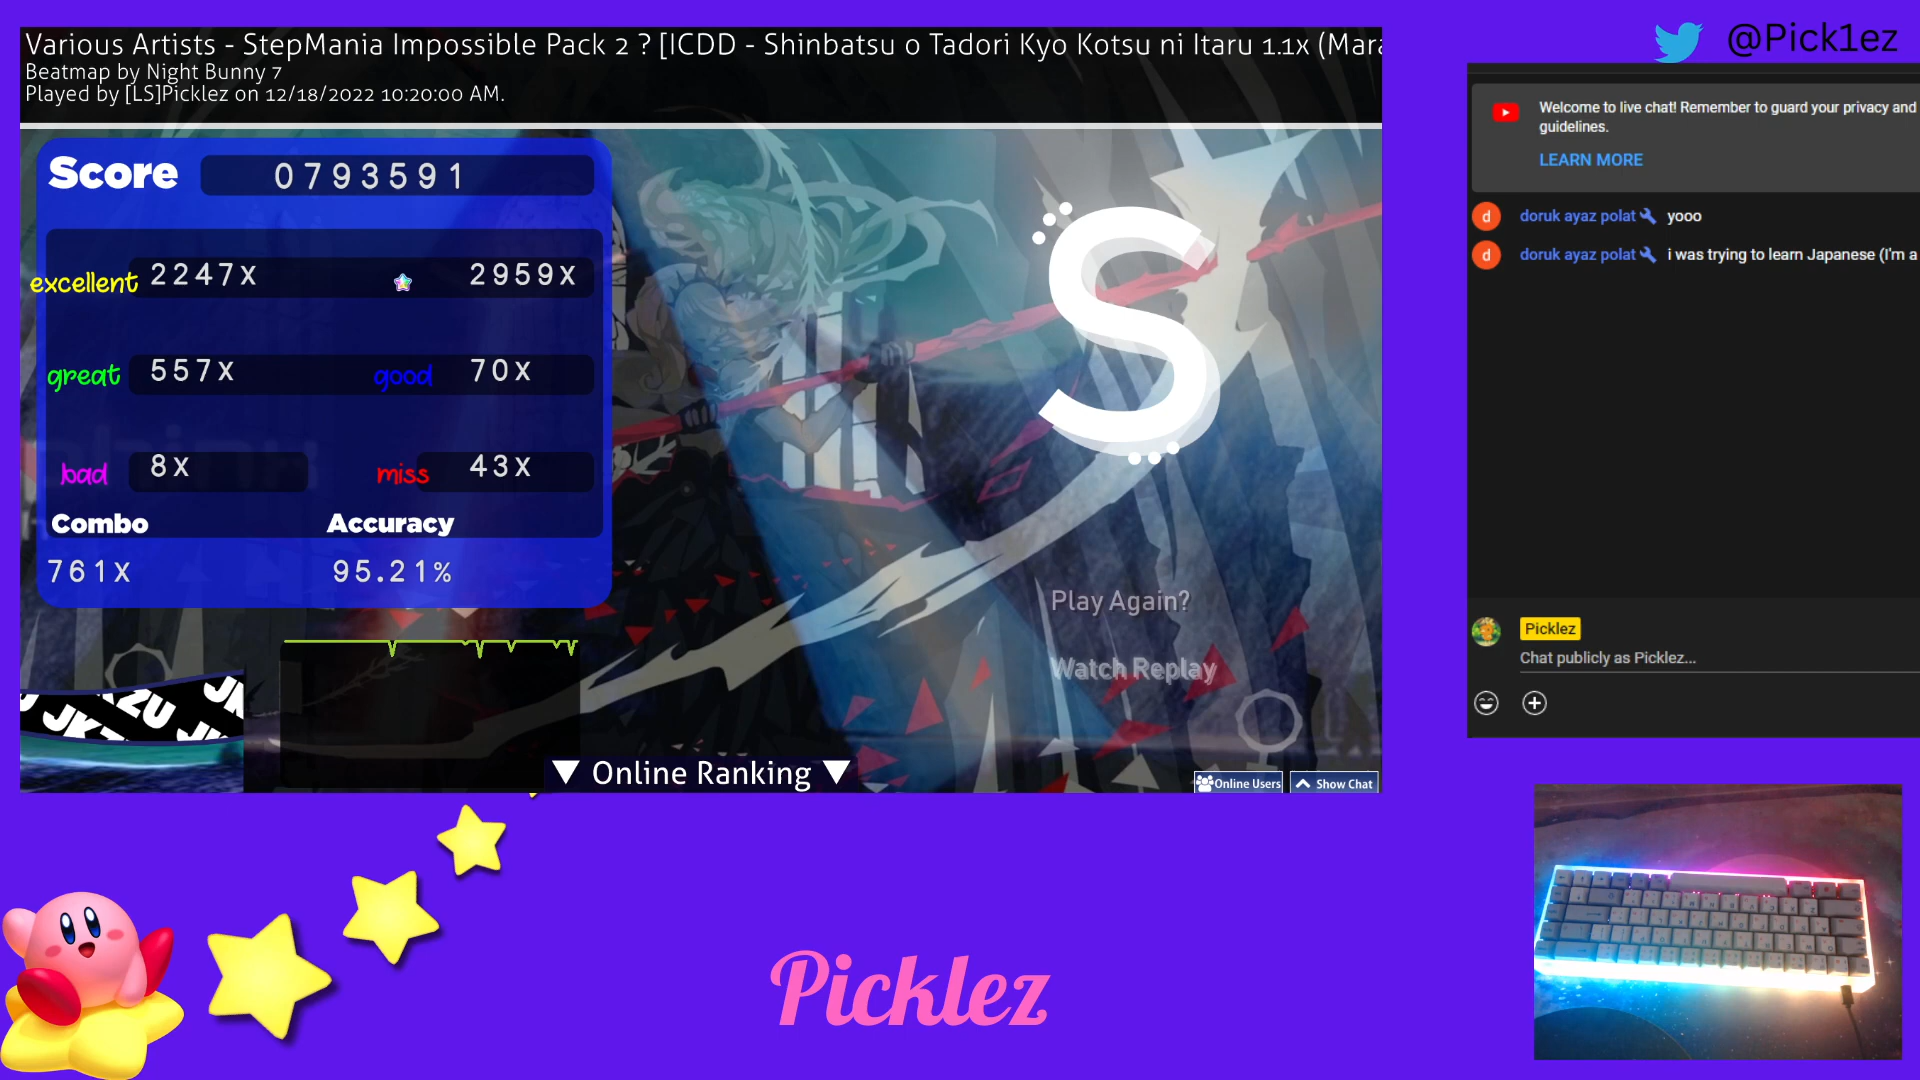 Various Artists - StepMania Impossible Pack 2 ? [ICDD - Shinbatsu o Tadori Kyo Kotsu ni Itaru 1.1x (Mara
Beatmap by Night Bunny 7
Played by [LS]Picklez on 12/18/2022 10:20:00 AM.
Score 0793591
excellent 2247x 2959x
great 557x good 70x
bad 8x miss 43x
Combo Accuracy
761x 95.21%
Play Again?
Watch Replay
▼ Online Ranking ▼
Online Users Show Chat
@Pick1ez
Welcome to live chat! Remember to guard your privacy and
guidelines.
LEARN MORE
d doruk ayaz polat yooo
d doruk ayaz polat i was trying to learn Japanese (I'm a
Picklez
Chat publicly as Picklez...
Picklez